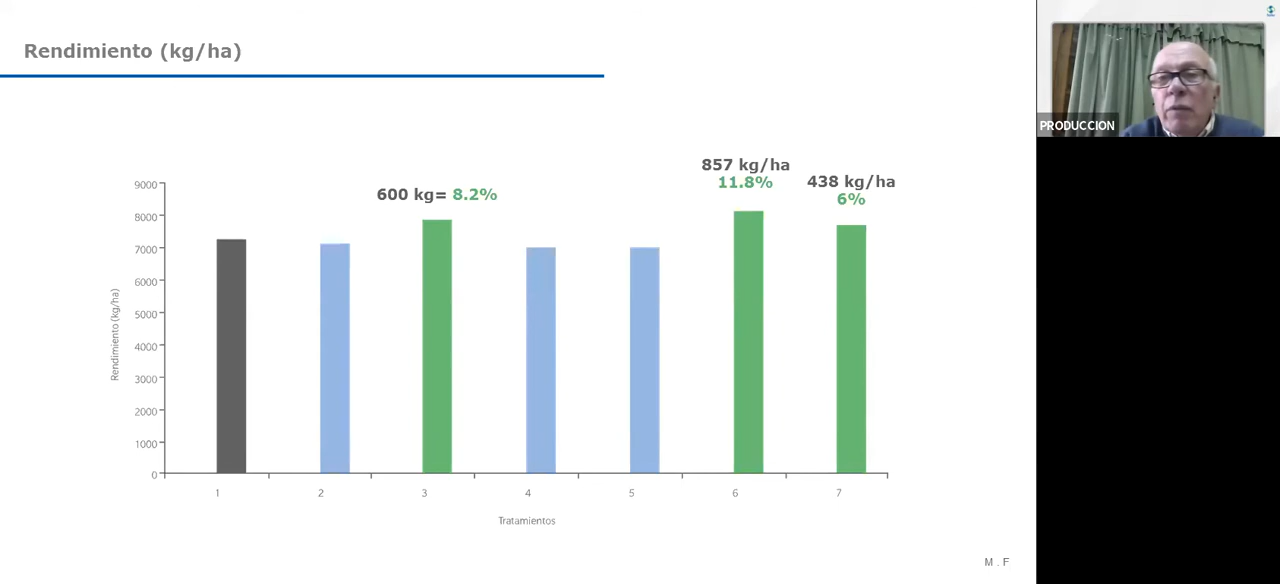 Rendimiento (kg/ha)
PRODUCCION
857 kg/ha
11.8%
438 kg/ha
6%
600 kg= 8.2%
9000
8000
7000
6000
5000
4000
3000
2000
1000
0
Rendimiento (kg/ha)
1 2 3 4 5 6 7
Tratamientos
M . F